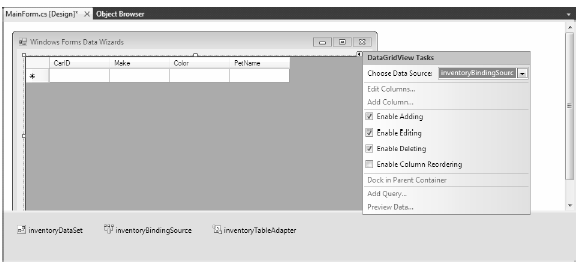 MainForm.cs [Design]* X Object Browser
Windows Forms Data Wizards
CarID Make Color PetName
DataGridView Tasks
Choose Data Source: inventoryBindingSourc
Edit Columns...
Add Column...
Enable Adding
Enable Editing
Enable Deleting
Enable Column Reordering
Dock in Parent Container
Add Query...
Preview Data...
inventoryDataSet inventoryBindingSource inventoryTableAdapter